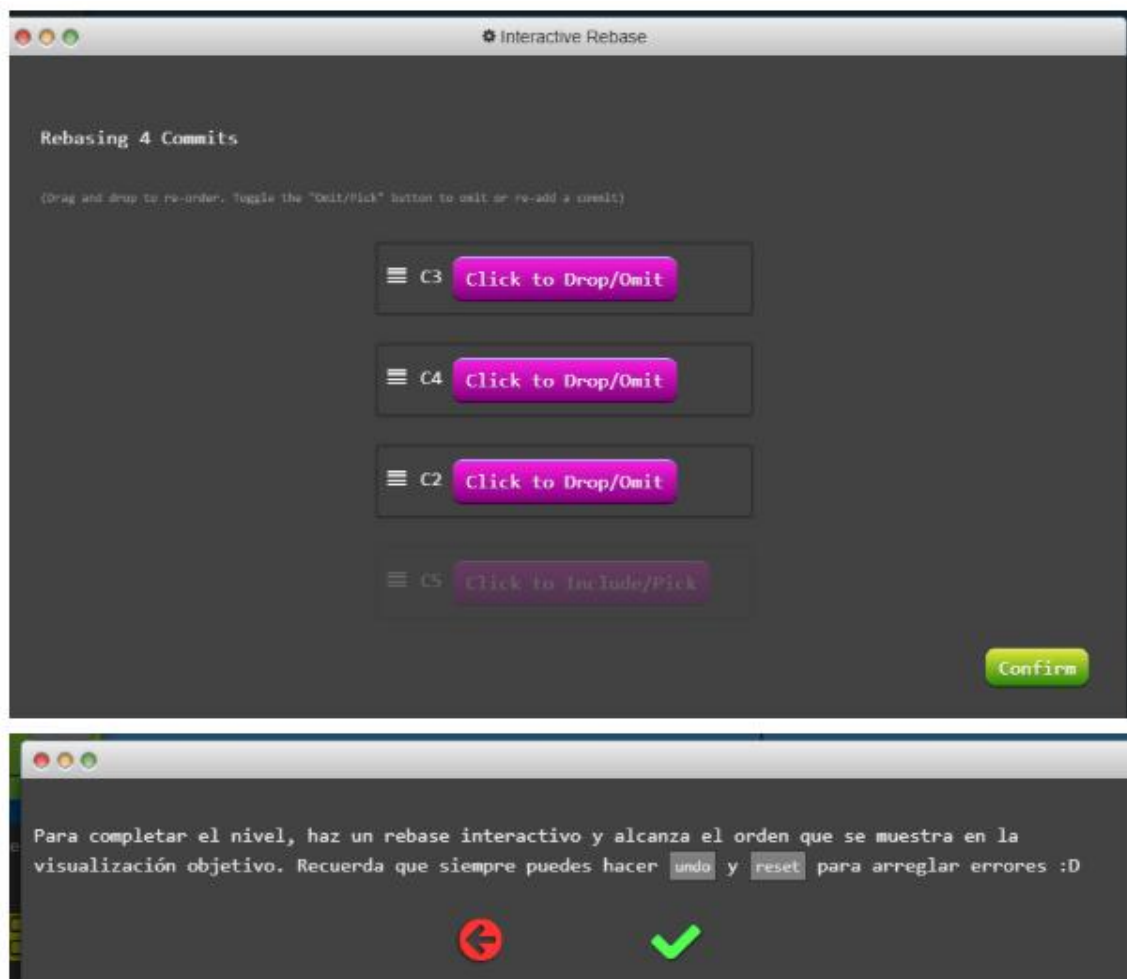 Interactive Rebase
Rebasing 4 Commits
(Drag and drop to re-order. Toggle the "Omit/Pick" button to omit or re-add a commit)
C3 Click to Drop/Omit
C4 Click to Drop/Omit
C2 Click to Drop/Omit
C5 Click to Include/Pick
Confirm
Para completar el nivel, haz un rebase interactivo y alcanza el orden que se muestra en la
visualización objetivo. Recuerda que siempre puedes hacer undo y reset para arreglar errores :D